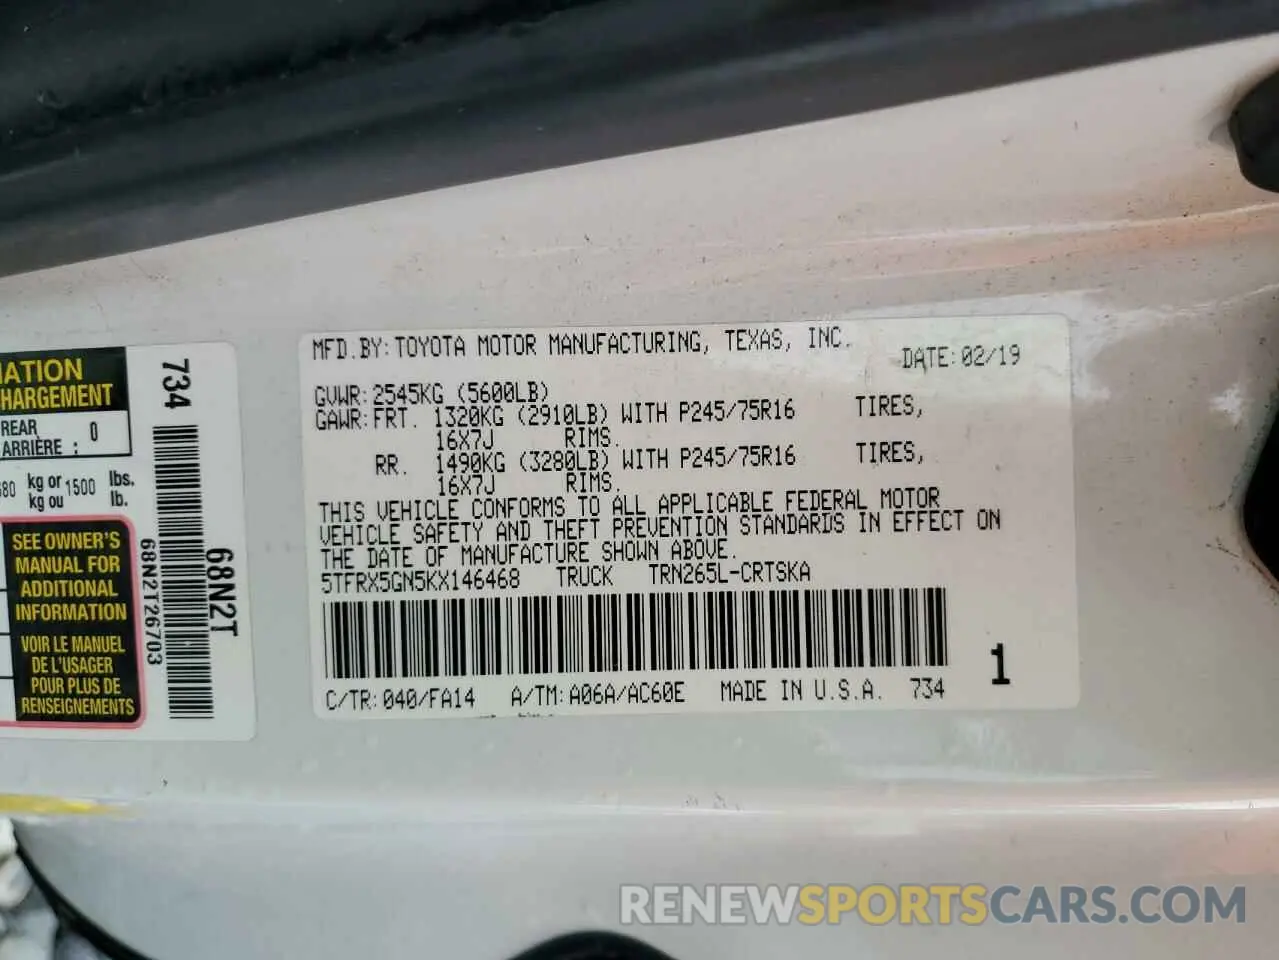 MFD. BY: TOYOTA MOTOR MANUFACTURING, TEXAS, INC.
DATE: 02/19
GVWR: 2545KG (5600LB)
GAWR: FRT. 1320KG (2910LB) WITH P245/75R16 TIRES,
16X7J RIMS.
RR. 1490KG (3280LB) WITH P245/75R16 TIRES,
16X7J RIMS.
THIS VEHICLE CONFORMS TO ALL APPLICABLE FEDERAL MOTOR
VEHICLE SAFETY AND THEFT PREVENTION STANDARDS IN EFFECT ON
THE DATE OF MANUFACTURE SHOWN ABOVE.
5TFRX5GN5KX146468 TRUCK TRN265L-CRTSKA
C/TR: 040/FA14 A/TM: A06A/AC60E MADE IN U.S.A. 734
1
REAR
ARRIÈRE : 0
kg or 1500 lbs.
kg ou lb.
SEE OWNER'S
MANUAL FOR
ADDITIONAL
INFORMATION
VOIR LE MANUEL
DE L'USAGER
POUR PLUS DE
RENSEIGNEMENTS
734
68N2T26703
68N2T
RENEWSPORTSCARS.COM